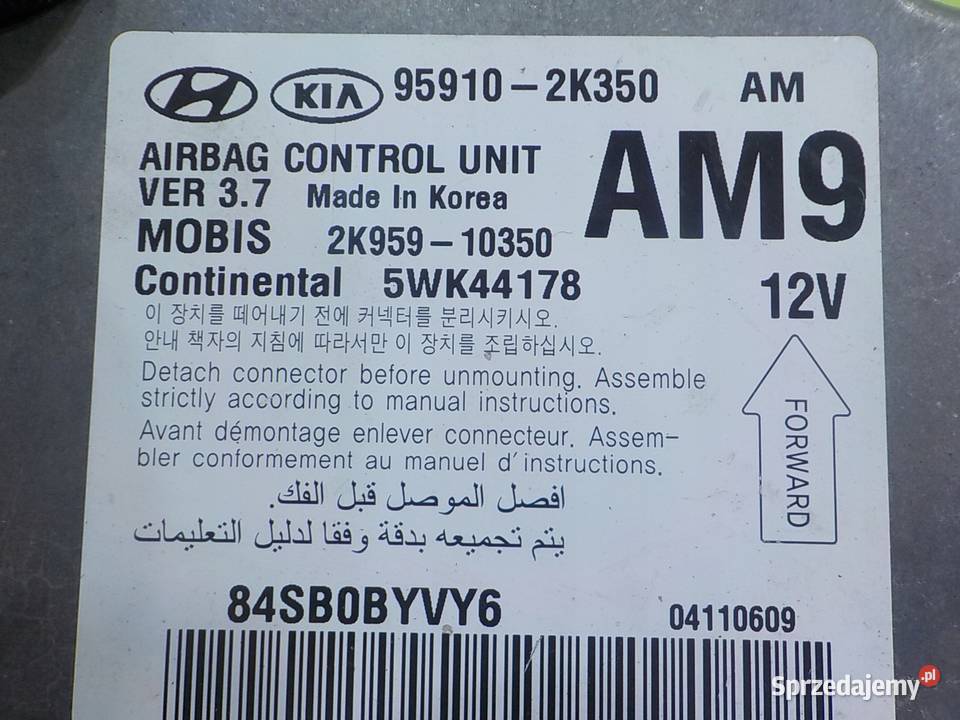 KIA 95910-2K350 AM
AIRBAG CONTROL UNIT
AM9
VER 3.7 Made In Korea
MOBIS 2K959-10350
Continental 5WK44178
12V
이 장치를 떼어내기 전에 커넥터를 분리시키시오.
안내 책자의 지침에 따라서만 이 장치를 조립하십시오.
Detach connector before unmounting. Assemble
strictly according to manual instructions.
FORWARD
Avant démontage enlever connecteur. Assem-
bler conformement au manuel d'instructions.
افصل الموصل قبل الفك.
يتم تجميعه بدقة وفقا لدليل التعليمات
84SB0BYVY6 04110609
Sprzedajemy.pl